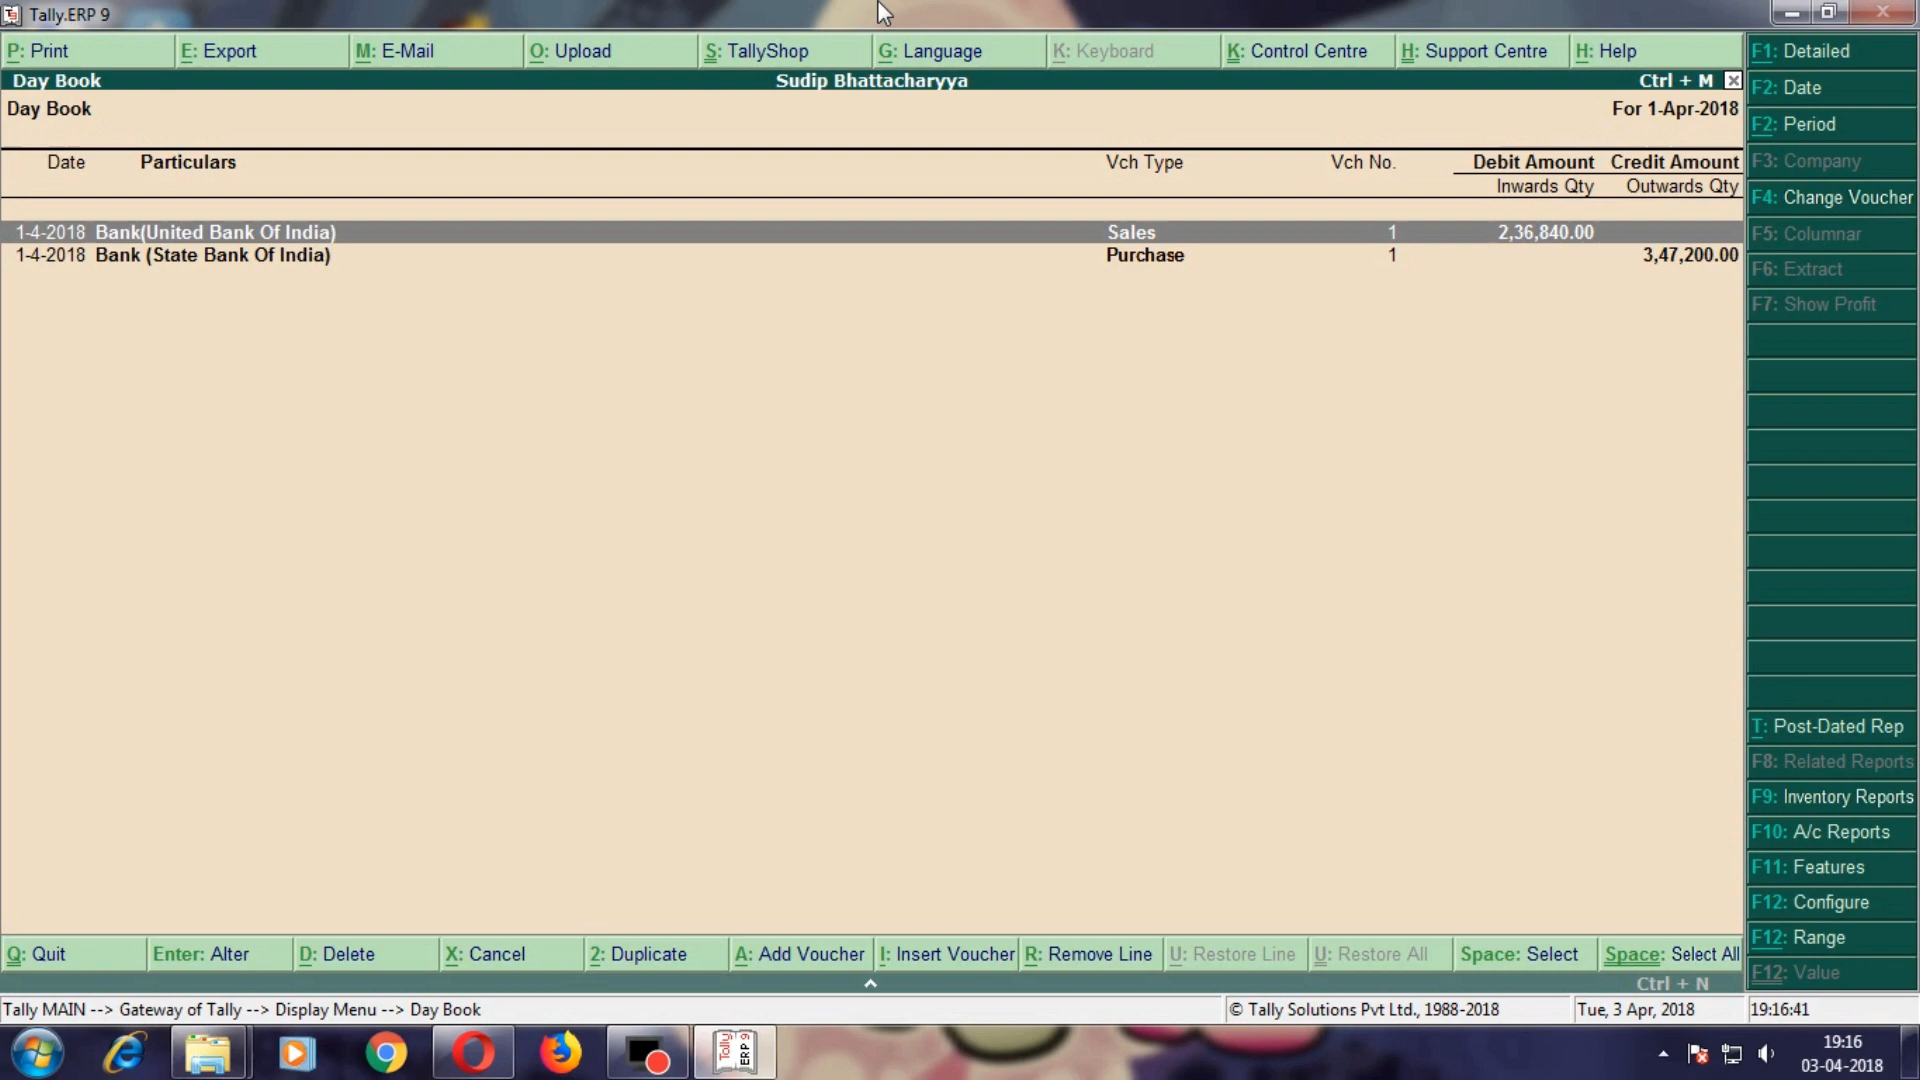 Tally.ERP 9
P: Print E: Export M: E-Mail O: Upload S: TallyShop G: Language K: Keyboard K: Control Centre H: Support Centre H: Help
Day Book Sudip Bhattacharyya Ctrl + M
Day Book For 1-Apr-2018
Date Particulars Vch Type Vch No. Debit Amount Credit Amount
Inwards Qty Outwards Qty
1-4-2018 Bank(United Bank Of India) Sales 1 2,36,840.00
1-4-2018 Bank (State Bank Of India) Purchase 1 3,47,200.00
F1: Detailed
F2: Date
F2: Period
F3: Company
F4: Change Voucher
F5: Columnar
F6: Extract
F7: Show Profit
T: Post-Dated Rep
F8: Related Reports
F9: Inventory Reports
F10: A/c Reports
F11: Features
F12: Configure
F12: Range
F12: Value
Q: Quit Enter: Alter D: Delete X: Cancel 2: Duplicate A: Add Voucher I: Insert Voucher R: Remove Line U: Restore Line U: Restore All Space: Select Space: Select All
Ctrl + N
Tally MAIN --> Gateway of Tally --> Display Menu --> Day Book © Tally Solutions Pvt Ltd., 1988-2018 Tue, 3 Apr, 2018 19:16:41
Tally ERP 9
19:16
03-04-2018